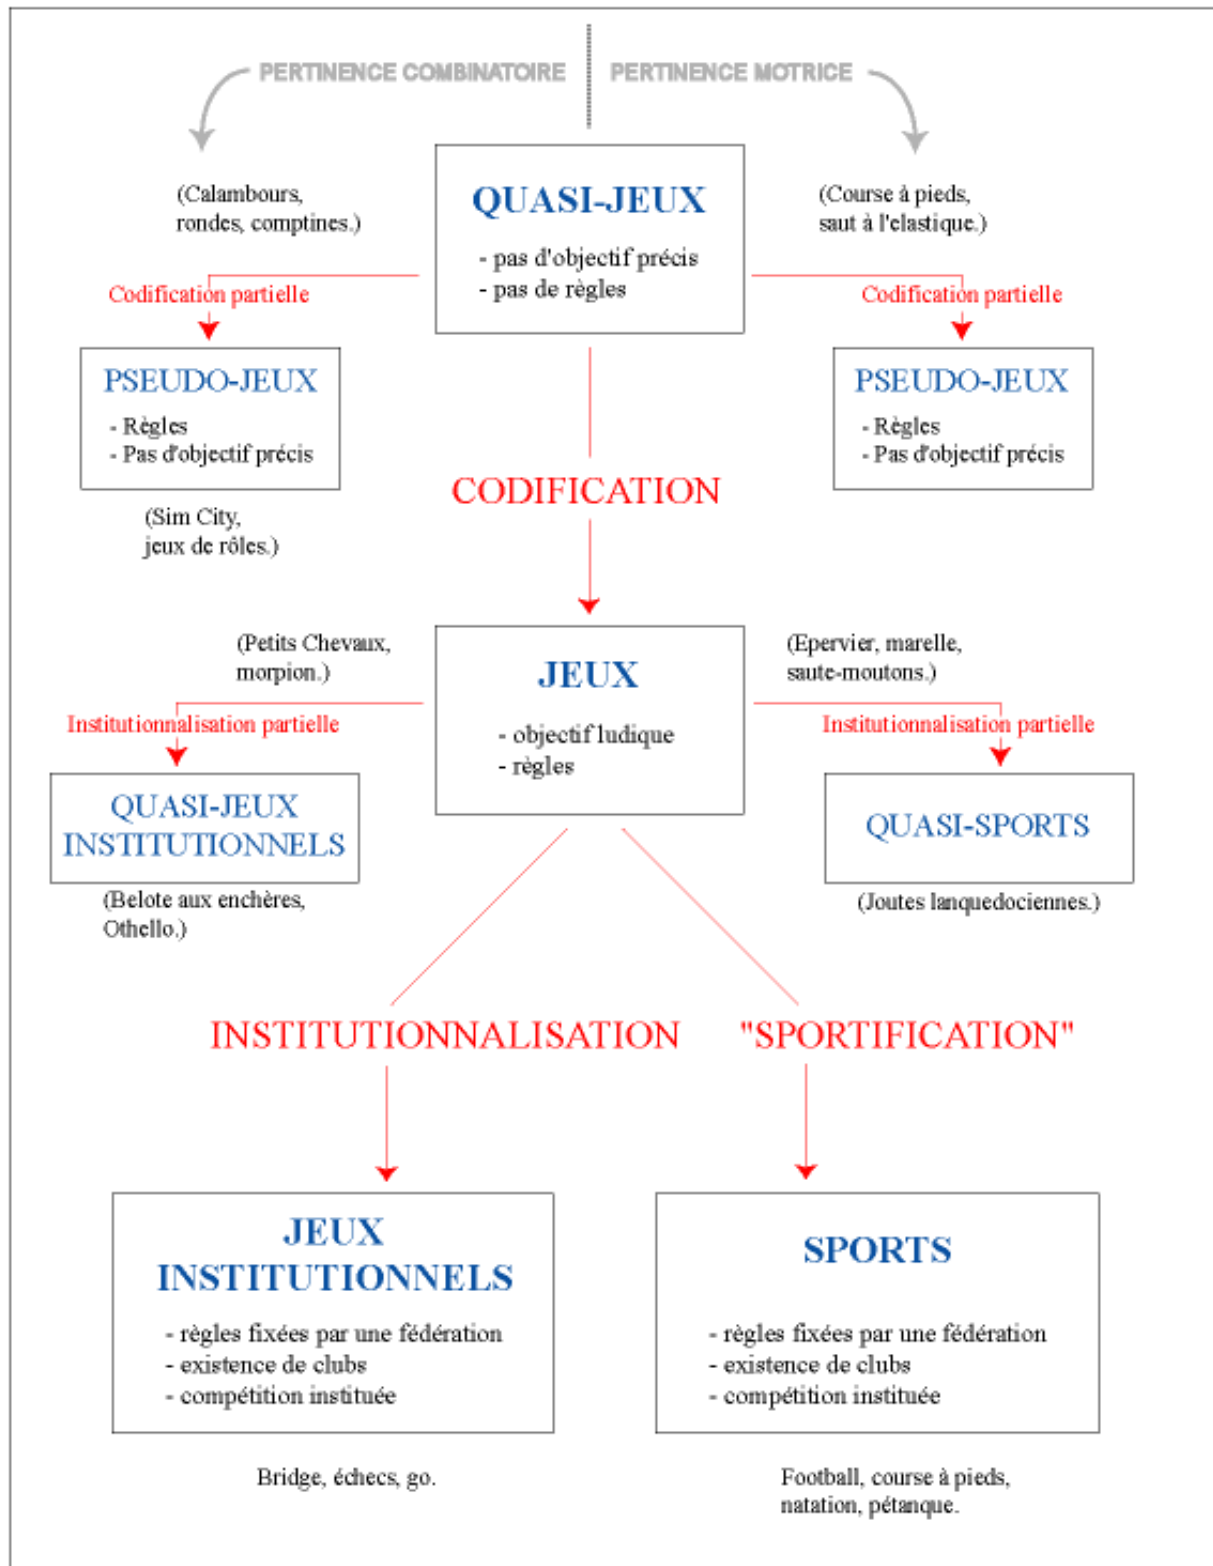 PERTINENCE COMBINATOIRE
PERTINENCE MOTRICE
(Calambours,
rondes, comptines.)
QUASI-JEUX
- pas d'objectif précis
- pas de règles
(Course à pieds,
saut à l'elastique.)
Codification partielle
Codification partielle
PSEUDO-JEUX
- Règles
- Pas d'objectif précis
PSEUDO-JEUX
- Règles
- Pas d'objectif précis
(Sim City,
jeux de rôles.)
CODIFICATION
(Petits Chevaux,
morpion.)
JEUX
- objectif ludique
- règles
(Epervier, marelle,
saute-moutons.)
Institutionnalisation partielle
Institutionnalisation partielle
QUASI-JEUX
INSTITUTIONNELS
QUASI-SPORTS
(Belote aux enchères,
Othello.)
(Joutes lanquedociennes.)
INSTITUTIONNALISATION
"SPORTIFICATION"
JEUX
INSTITUTIONNELS
- règles fixées par une fédération
- existence de clubs
- compétition instituée
SPORTS
- règles fixées par une fédération
- existence de clubs
- compétition instituée
Bridge, échecs, go.
Football, course à pieds,
natation, pétanque.